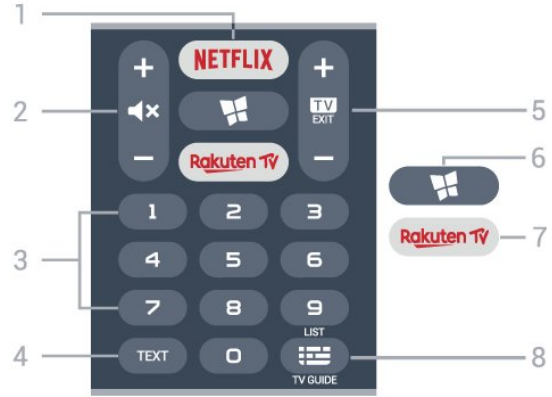 1
+ NETFLIX +
2
TV
EXIT
5
6
- Rakuten TV -
Rakuten TV 7
1 2 3
3
4 5 6
7 8 9
LIST
4 TEXT 0 8
TV GUIDE